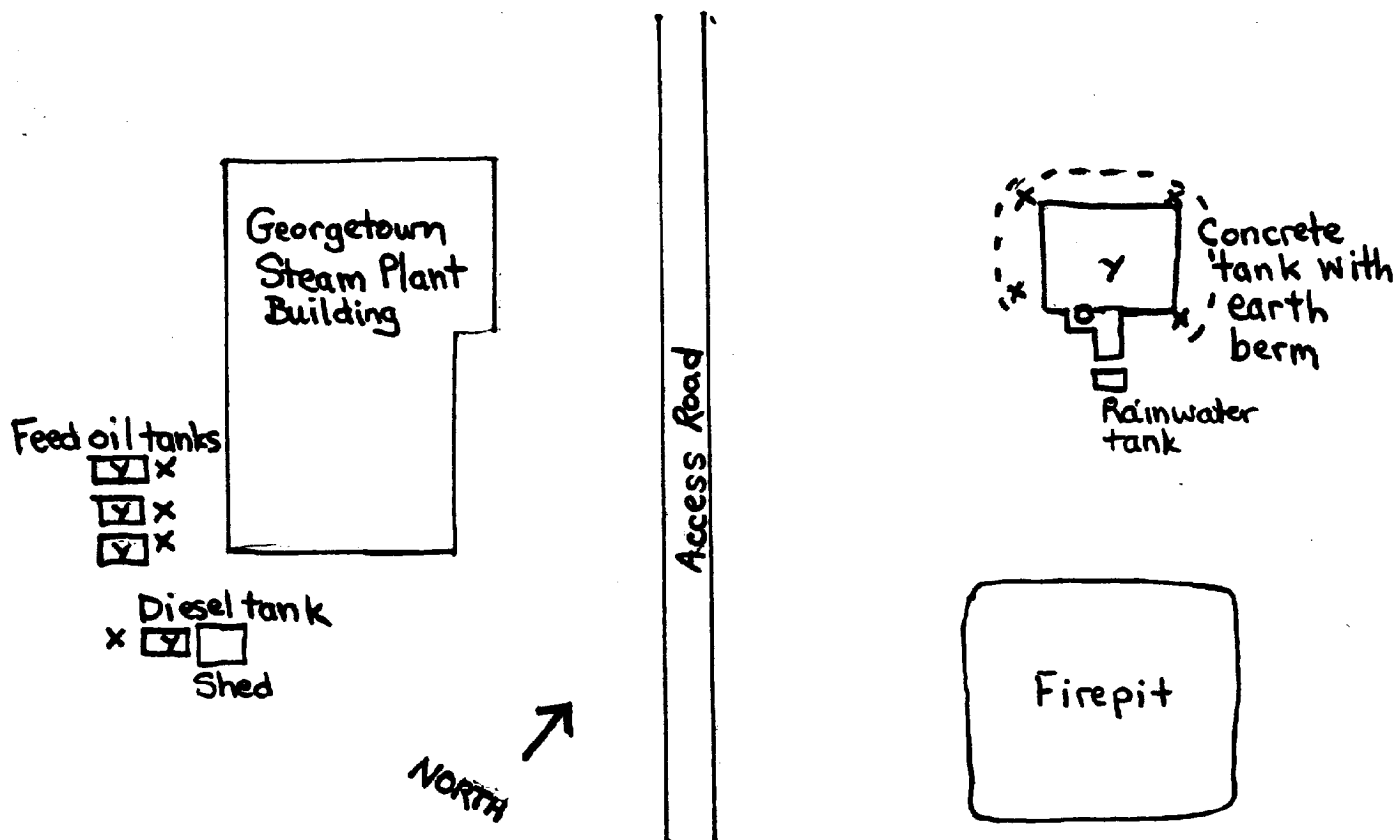 Georgetown
Steam Plant
Building
Feed oil tanks
Y X
Y X
Y X
Diesel tank
X Y
Shed
NORTH
Access Road
X X
Y
X X
O
Concrete
tank with
earth
berm
Rainwater
tank
Firepit